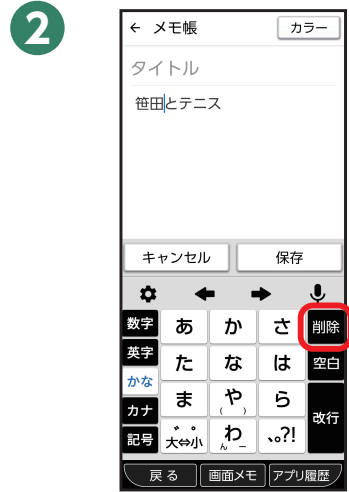 2
← メモ帳 カラー
タイトル
笹田とテニス
キャンセル 保存
数字 あ か さ 削除
英字 た な は 空白
かな
カナ ま や ( ) ら 改行
記号 大⇔小 ゛゜ わ ん ー 、。?!
戻る 画面メモ アプリ履歴